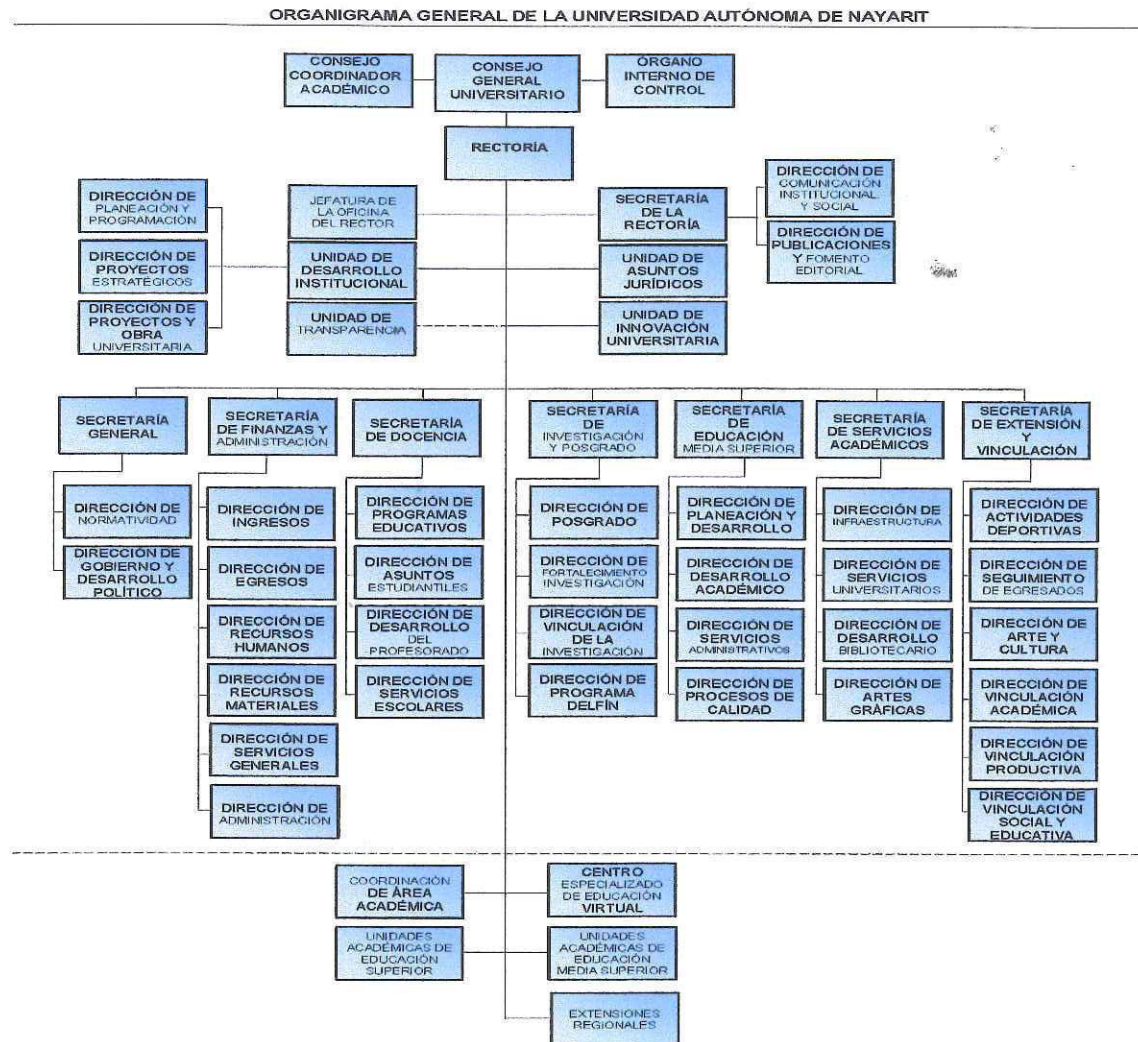 ORGANIGRAMA GENERAL DE LA UNIVERSIDAD AUTÓNOMA DE NAYARIT
CONSEJO
COORDINADOR
ACADÉMICO
CONSEJO
GENERAL
UNIVERSITARIO
ÓRGANO
INTERNO DE
CONTROL
RECTORÍA
DIRECCIÓN DE
PLANEACIÓN Y
PROGRAMACIÓN
JEFATURA DE
LA OFICINA
DEL RECTOR
SECRETARÍA
DE LA
RECTORÍA
DIRECCIÓN DE
COMUNICACIÓN
INSTITUCIONAL
Y SOCIAL
DIRECCIÓN DE
PUBLICACIONES
Y FOMENTO
EDITORIAL
DIRECCIÓN DE
PROYECTOS
ESTRATÉGICOS
UNIDAD DE
DESARROLLO
INSTITUCIONAL
UNIDAD DE
ASUNTOS
JURÍDICOS
DIRECCIÓN DE
PROYECTOS Y
OBRA
UNIVERSITARIA
UNIDAD DE
TRANSPARENCIA
UNIDAD DE
INNOVACIÓN
UNIVERSITARIA
SECRETARÍA
GENERAL
SECRETARÍA
DE FINANZAS Y
ADMINISTRACIÓN
SECRETARÍA
DE DOCENCIA
SECRETARÍA
DE
INVESTIGACIÓN
Y POSGRADO
SECRETARÍA
DE
EDUCACIÓN
MEDIA SUPERIOR
SECRETARÍA
DE SERVICIOS
ACADÉMICOS
SECRETARÍA
DE EXTENSIÓN
Y
VINCULACIÓN
DIRECCIÓN DE
NORMATIVIDAD
DIRECCIÓN DE
GOBIERNO Y
DESARROLLO
POLÍTICO
DIRECCIÓN DE
INGRESOS
DIRECCIÓN DE
EGRESOS
DIRECCIÓN DE
RECURSOS
HUMANOS
DIRECCIÓN DE
RECURSOS
MATERIALES
DIRECCIÓN DE
SERVICIOS
GENERALES
DIRECCIÓN DE
ADMINISTRACIÓN
DIRECCIÓN DE
PROGRAMAS
EDUCATIVOS
DIRECCIÓN DE
ASUNTOS
ESTUDIANTILES
DIRECCIÓN DE
DESARROLLO
DEL
PROFESORADO
DIRECCIÓN DE
SERVICIOS
ESCOLARES
DIRECCIÓN DE
POSGRADO
DIRECCIÓN DE
FORTALECIMIENTO
INVESTIGACIÓN
DIRECCIÓN DE
VINCULACIÓN
DE LA
INVESTIGACIÓN
DIRECCIÓN DE
PROGRAMA
DELFÍN
DIRECCIÓN DE
PLANEACIÓN Y
DESARROLLO
DIRECCIÓN DE
DESARROLLO
ACADÉMICO
DIRECCIÓN DE
SERVICIOS
ADMINISTRATIVOS
DIRECCIÓN DE
PROCESOS DE
CALIDAD
DIRECCIÓN DE
INFRAESTRUCTURA
DIRECCIÓN DE
SERVICIOS
UNIVERSITARIOS
DIRECCIÓN DE
DESARROLLO
BIBLIOTECARIO
DIRECCIÓN DE
ARTES
GRÁFICAS
DIRECCIÓN DE
ACTIVIDADES
DEPORTIVAS
DIRECCIÓN DE
SEGUIMIENTO
DE EGRESADOS
DIRECCIÓN DE
ARTE Y
CULTURA
DIRECCIÓN DE
VINCULACIÓN
ACADÉMICA
DIRECCIÓN DE
VINCULACIÓN
PRODUCTIVA
DIRECCIÓN DE
VINCULACIÓN
SOCIAL Y
EDUCATIVA
COORDINACIÓN
DE ÁREA
ACADÉMICA
CENTRO
ESPECIALIZADO
DE EDUCACIÓN
VIRTUAL
UNIDADES
ACADÉMICAS DE
EDUCACIÓN
SUPERIOR
UNIDADES
ACADÉMICAS DE
EDUCACIÓN
MEDIA SUPERIOR
EXTENSIONES
REGIONALES